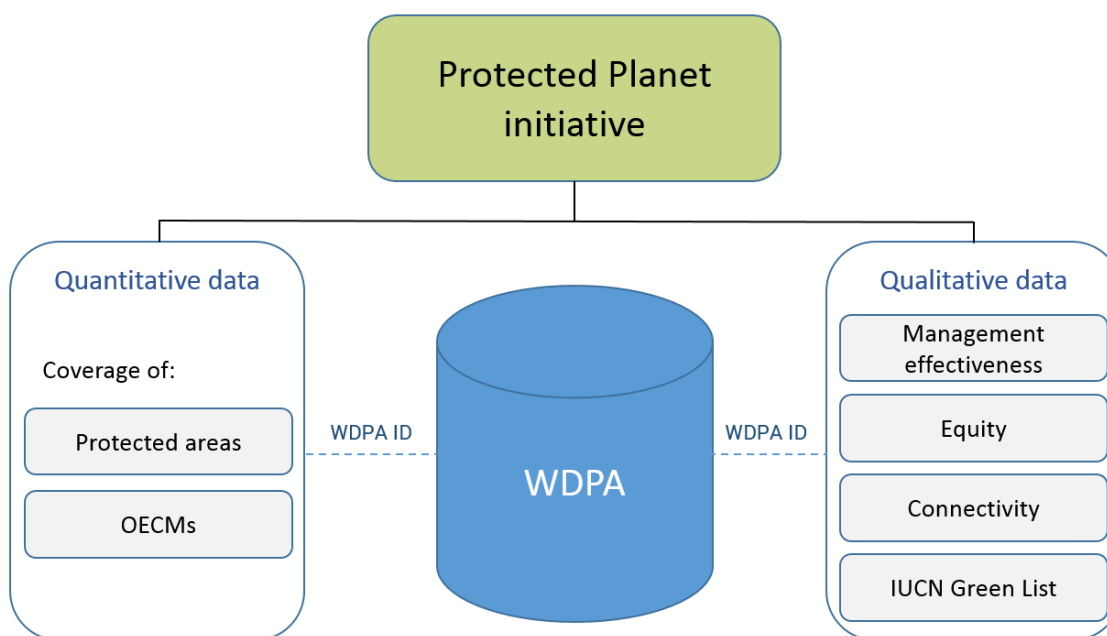 Protected Planet
initiative
Quantitative data
Coverage of:
Protected areas
OECMs
WDPA ID
WDPA
WDPA ID
Qualitative data
Management
effectiveness
Equity
Connectivity
IUCN Green List